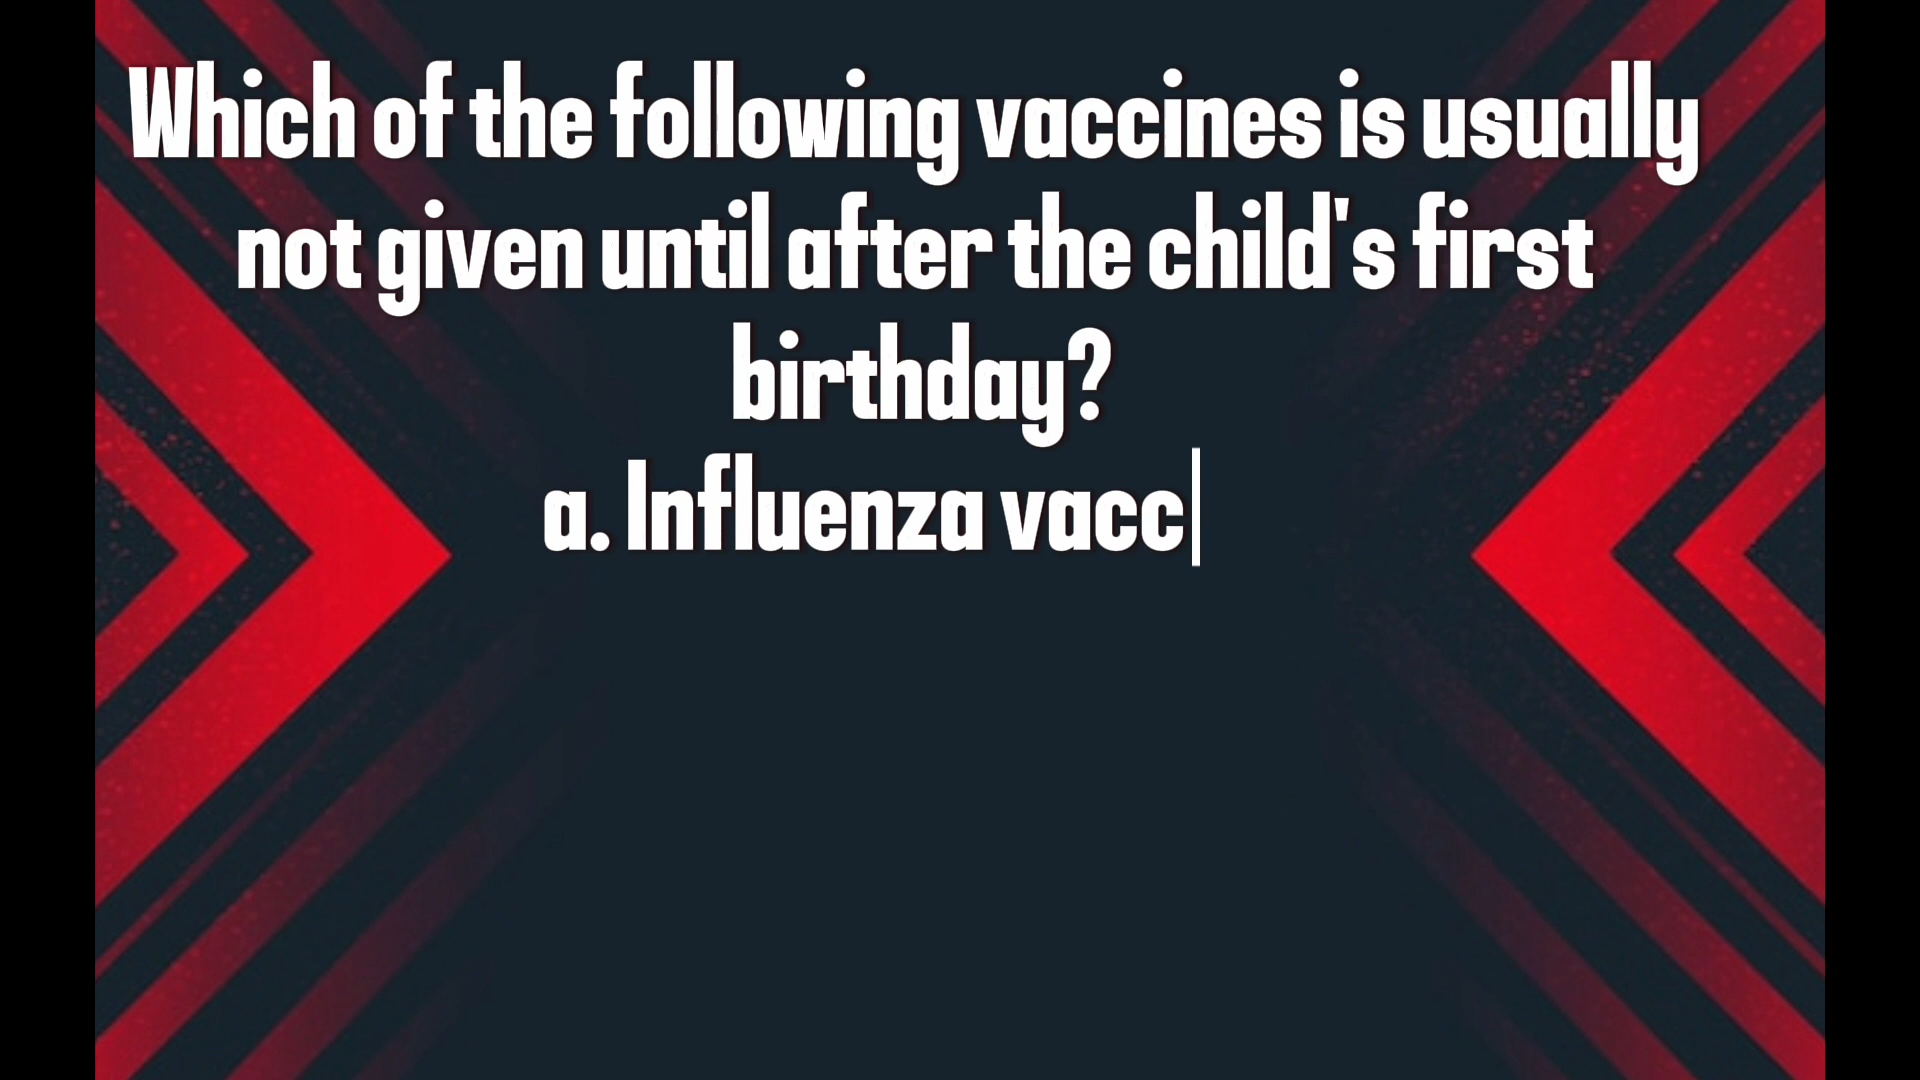 Which of the following vaccines is usually
not given until after the child's first
birthday?
a. Influenza vacc